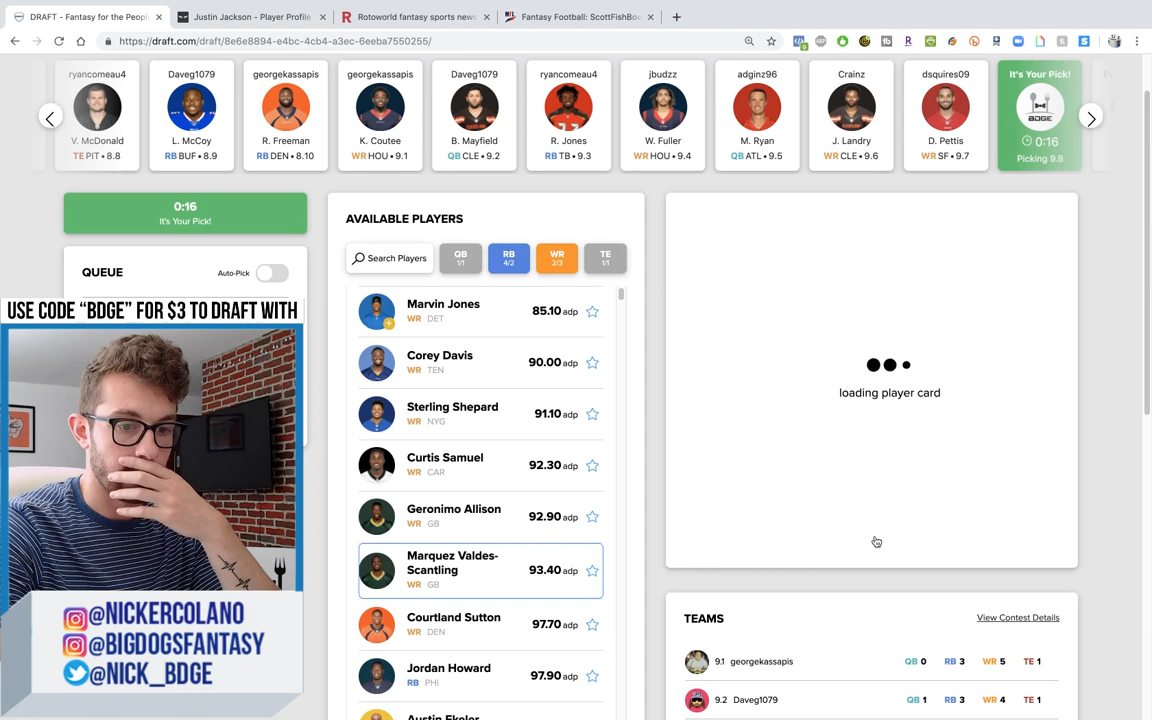 DRAFT - Fantasy for the Peopl
Justin Jackson - Player Profile
Rotoworld fantasy sports news
Fantasy Football: ScottFishBow
https://draft.com/draft/8e6e8894-e4bc-4cb4-a3ec-6eeba7550255/
ryancomeau4
V. McDonald
TE PIT • 8.8
Daveg1079
L. McCoy
RB BUF • 8.9
georgekassapis
R. Freeman
RB DEN • 8.10
georgekassapis
K. Coutee
WR HOU • 9.1
Daveg1079
B. Mayfield
QB CLE • 9.2
ryancomeau4
R. Jones
RB TB • 9.3
jbudzz
W. Fuller
WR HOU • 9.4
adginz96
M. Ryan
QB ATL • 9.5
Crainz
J. Landry
WR CLE • 9.6
dsquires09
D. Pettis
WR SF • 9.7
It's Your Pick!
BDGE
0:16
Picking 9.8
0:16
It's Your Pick!
QUEUE
Auto-Pick
USE CODE "BDGE" FOR $3 TO DRAFT WITH
@NICKERCOLANO
@BIGDOGSFANTASY
@NICK_BDGE
AVAILABLE PLAYERS
Search Players
QB
1/1
RB
4/2
WR
2/3
TE
1/1
Marvin Jones
WR DET
85.10 adp
Corey Davis
WR TEN
90.00 adp
Sterling Shepard
WR NYG
91.10 adp
Curtis Samuel
WR CAR
92.30 adp
Geronimo Allison
WR GB
92.90 adp
Marquez Valdes-
Scantling
WR GB
93.40 adp
Courtland Sutton
WR DEN
97.70 adp
Jordan Howard
RB PHI
97.90 adp
Austin Ekeler
loading player card
TEAMS
View Contest Details
9.1 georgekassapis QB 0 RB 3 WR 5 TE 1
9.2 Daveg1079 QB 1 RB 3 WR 4 TE 1